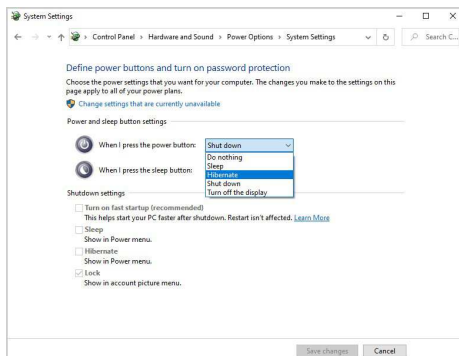 System Settings
Control Panel > Hardware and Sound > Power Options > System Settings
Search C...
Define power buttons and turn on password protection
Choose the power settings that you want for your computer. The changes you make to the settings on this
page apply to all of your power plans.
Change settings that are currently unavailable
Power and sleep button settings
When I press the power button: Shut down
Do nothing
Sleep
When I press the sleep button: Hibernate
Shut down
Turn off the display
Shutdown settings
Turn on fast startup (recommended)
This helps start your PC faster after shutdown. Restart isn't affected. Learn More
Sleep
Show in Power menu.
Hibernate
Show in Power menu.
Lock
Show in account picture menu.
Save changes Cancel